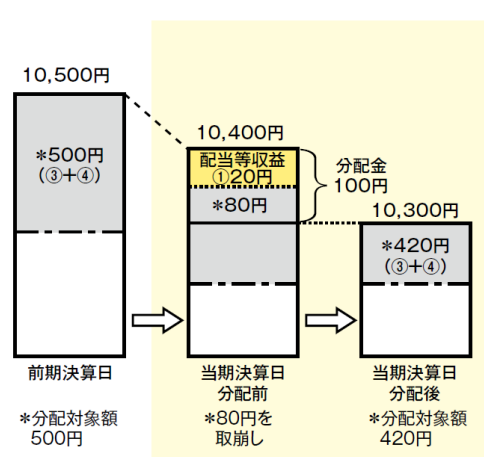 10,500円
*500円
(③+④)
10,400円
配当等収益
①20円
*80円
分配金
100円
10,300円
*420円
(③+④)
前期決算日
当期決算日
分配前
当期決算日
分配後
*分配対象額
500円
*80円を
取崩し
*分配対象額
420円